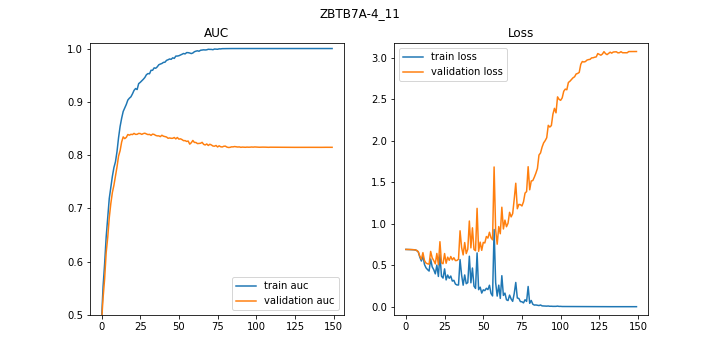 ZBTB7A-4_11
AUC
1.0
0.9
0.8
0.7
0.6
0.5
0 25 50 75 100 125 150
train auc
validation auc
Loss
3.0
2.5
2.0
1.5
1.0
0.5
0.0
0 25 50 75 100 125 150
train loss
validation loss